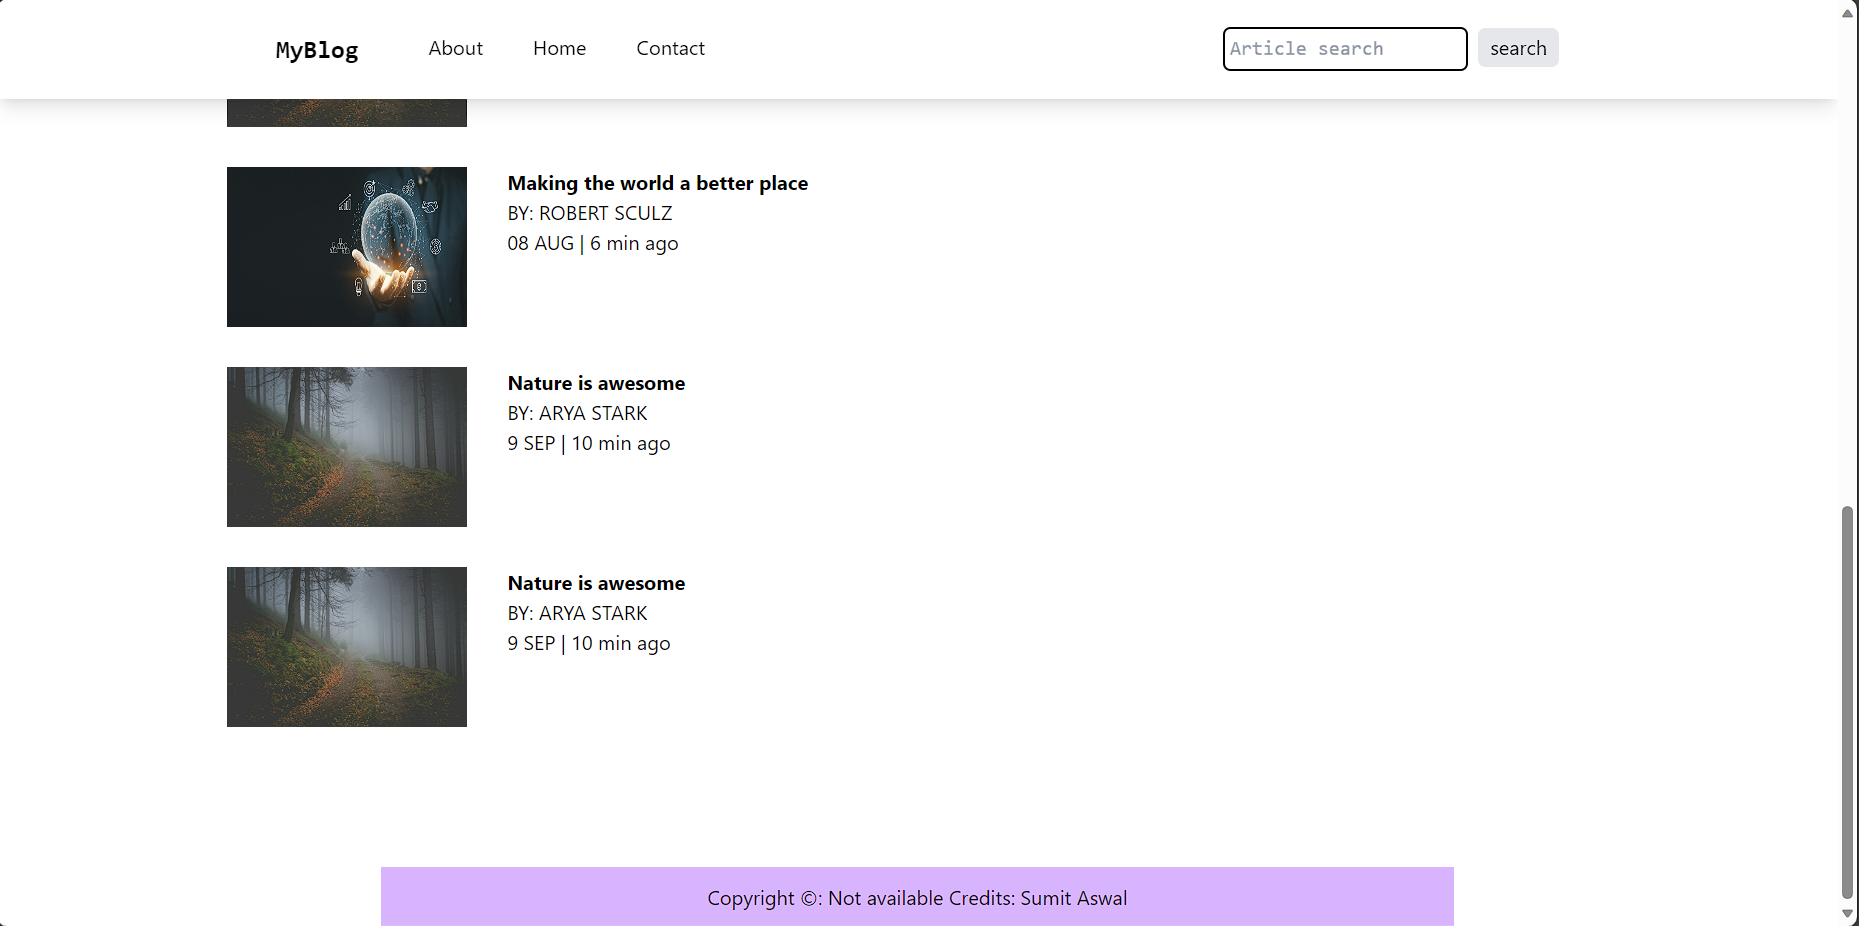 MyBlog About Home Contact Article search search
Making the world a better place
BY: ROBERT SCULZ
08 AUG | 6 min ago
Nature is awesome
BY: ARYA STARK
9 SEP | 10 min ago
Nature is awesome
BY: ARYA STARK
9 SEP | 10 min ago
Copyright ©: Not available Credits: Sumit Aswal